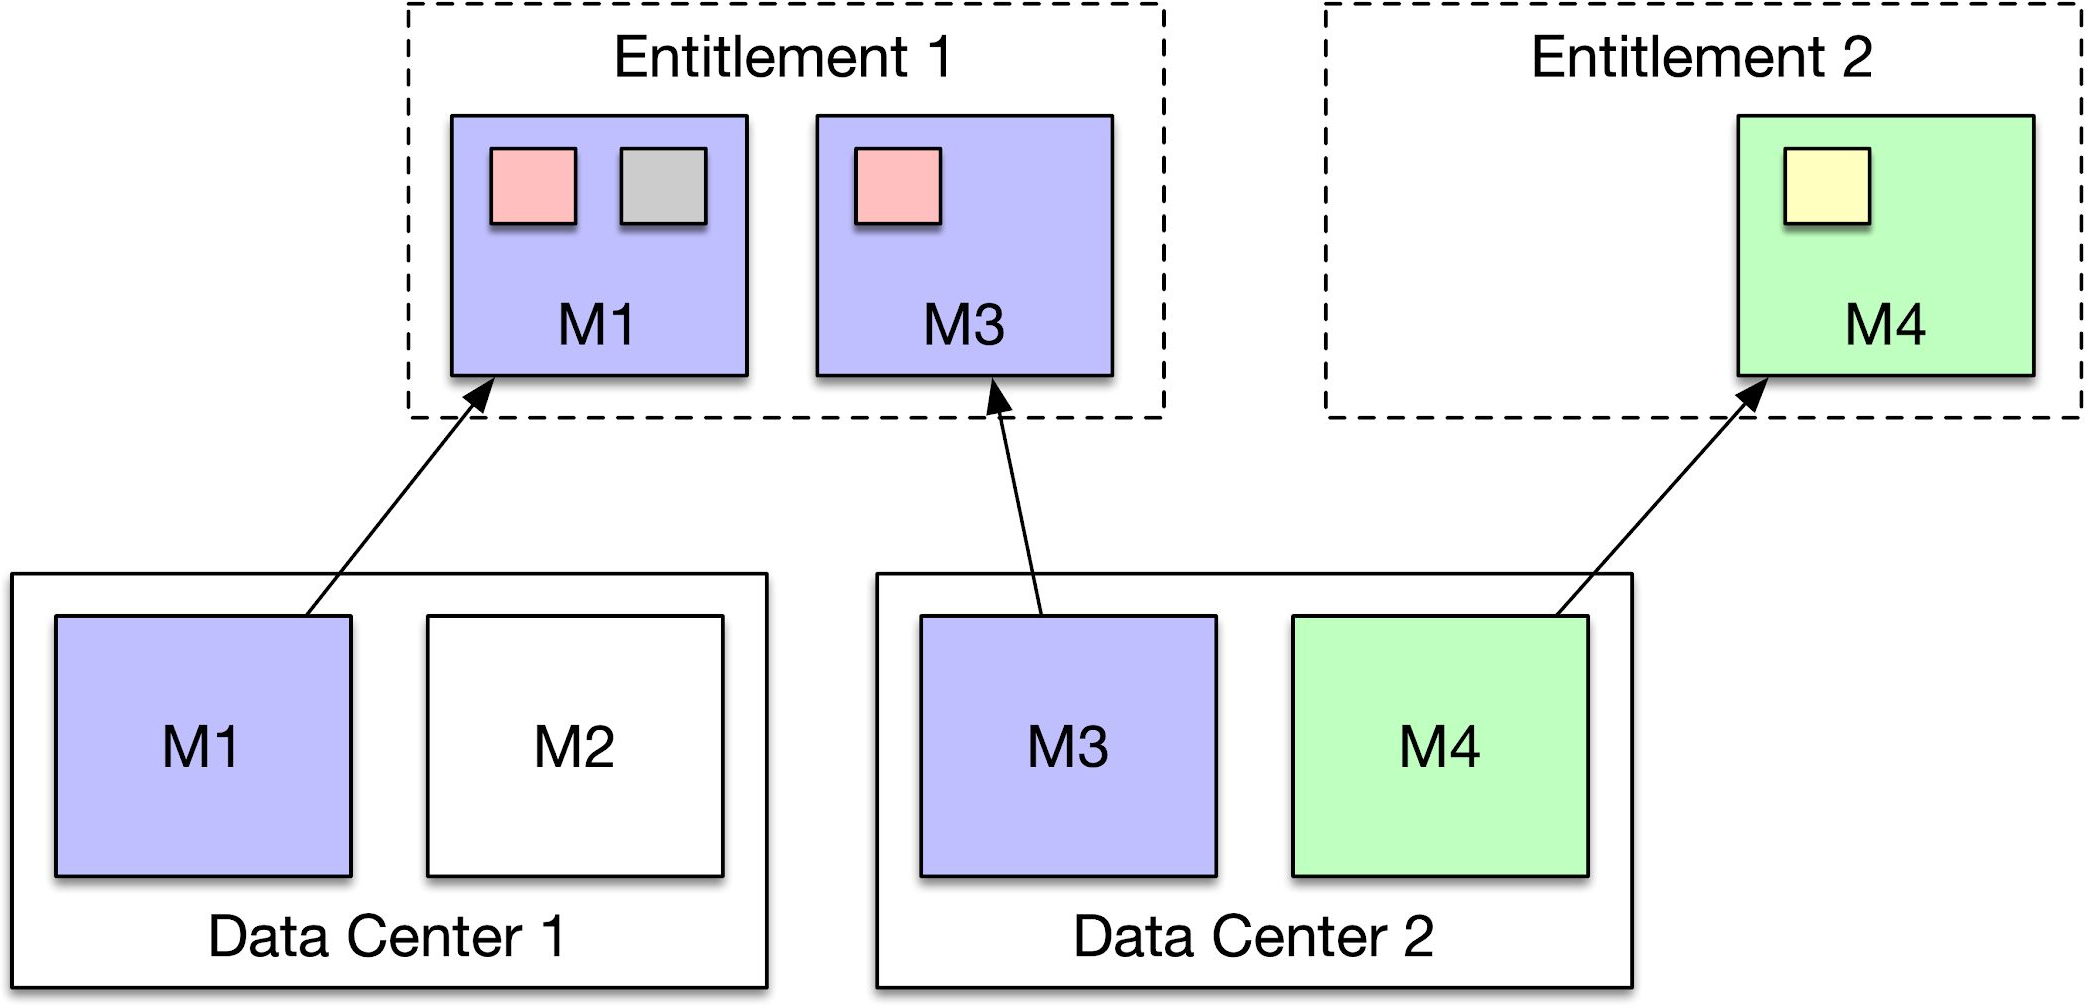 Entitlement 1
Entitlement 2
M1
M3
M4
M1
M2
M3
M4
Data Center 1
Data Center 2